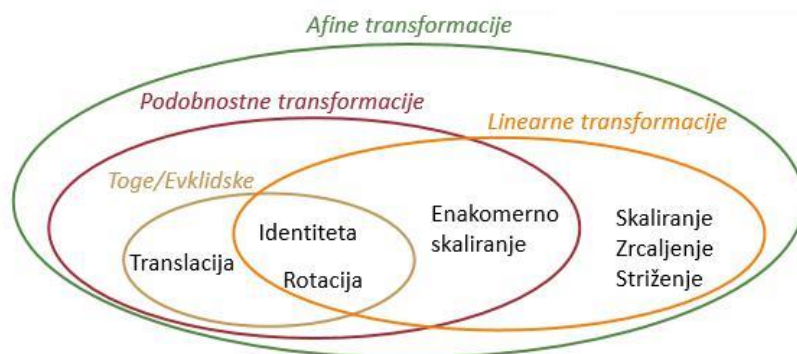 Afine transformacije
Podobnostne transformacije
Linearne transformacije
Toge/Evklidske
Enakomerno
skaliranje
Skaliranje
Zrcaljenje
Striženje
Identiteta
Translacija
Rotacija